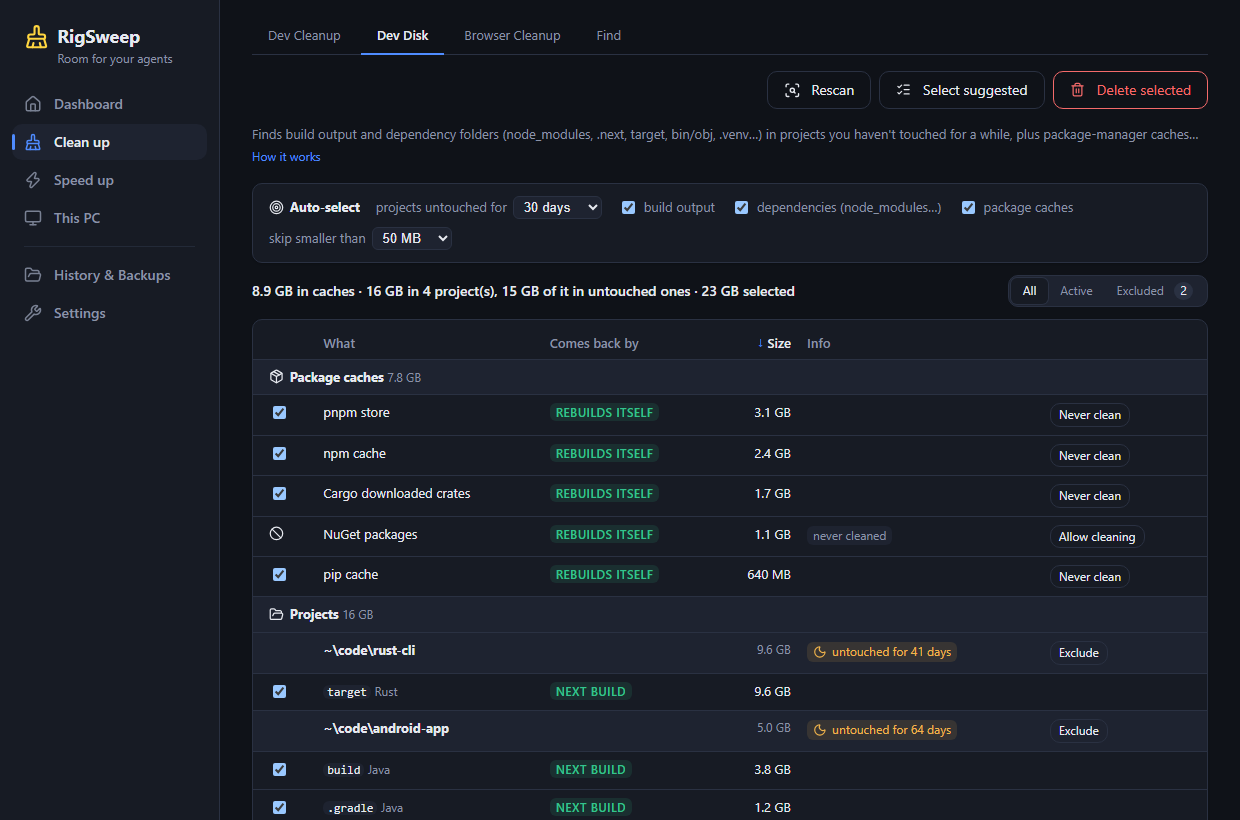 RigSweep
Room for your agents
Dashboard
Clean up
Speed up
This PC
History & Backups
Settings
Dev Cleanup Dev Disk Browser Cleanup Find
Rescan Select suggested Delete selected
Finds build output and dependency folders (node_modules, .next, target, bin/obj, .venv...) in projects you haven't touched for a while, plus package-manager caches...
How it works
Auto-select projects untouched for 30 days build output dependencies (node_modules...) package caches
skip smaller than 50 MB
8.9 GB in caches · 16 GB in 4 project(s), 15 GB of it in untouched ones · 23 GB selected
All Active Excluded 2
What Comes back by ↓ Size Info
Package caches 7.8 GB
pnpm store REBUILDS ITSELF 3.1 GB Never clean
npm cache REBUILDS ITSELF 2.4 GB Never clean
Cargo downloaded crates REBUILDS ITSELF 1.7 GB Never clean
NuGet packages REBUILDS ITSELF 1.1 GB never cleaned Allow cleaning
pip cache REBUILDS ITSELF 640 MB Never clean
Projects 16 GB
~\code\rust-cli 9.6 GB untouched for 41 days Exclude
target Rust NEXT BUILD 9.6 GB
~\code\android-app 5.0 GB untouched for 64 days Exclude
build Java NEXT BUILD 3.8 GB
.gradle Java NEXT BUILD 1.2 GB